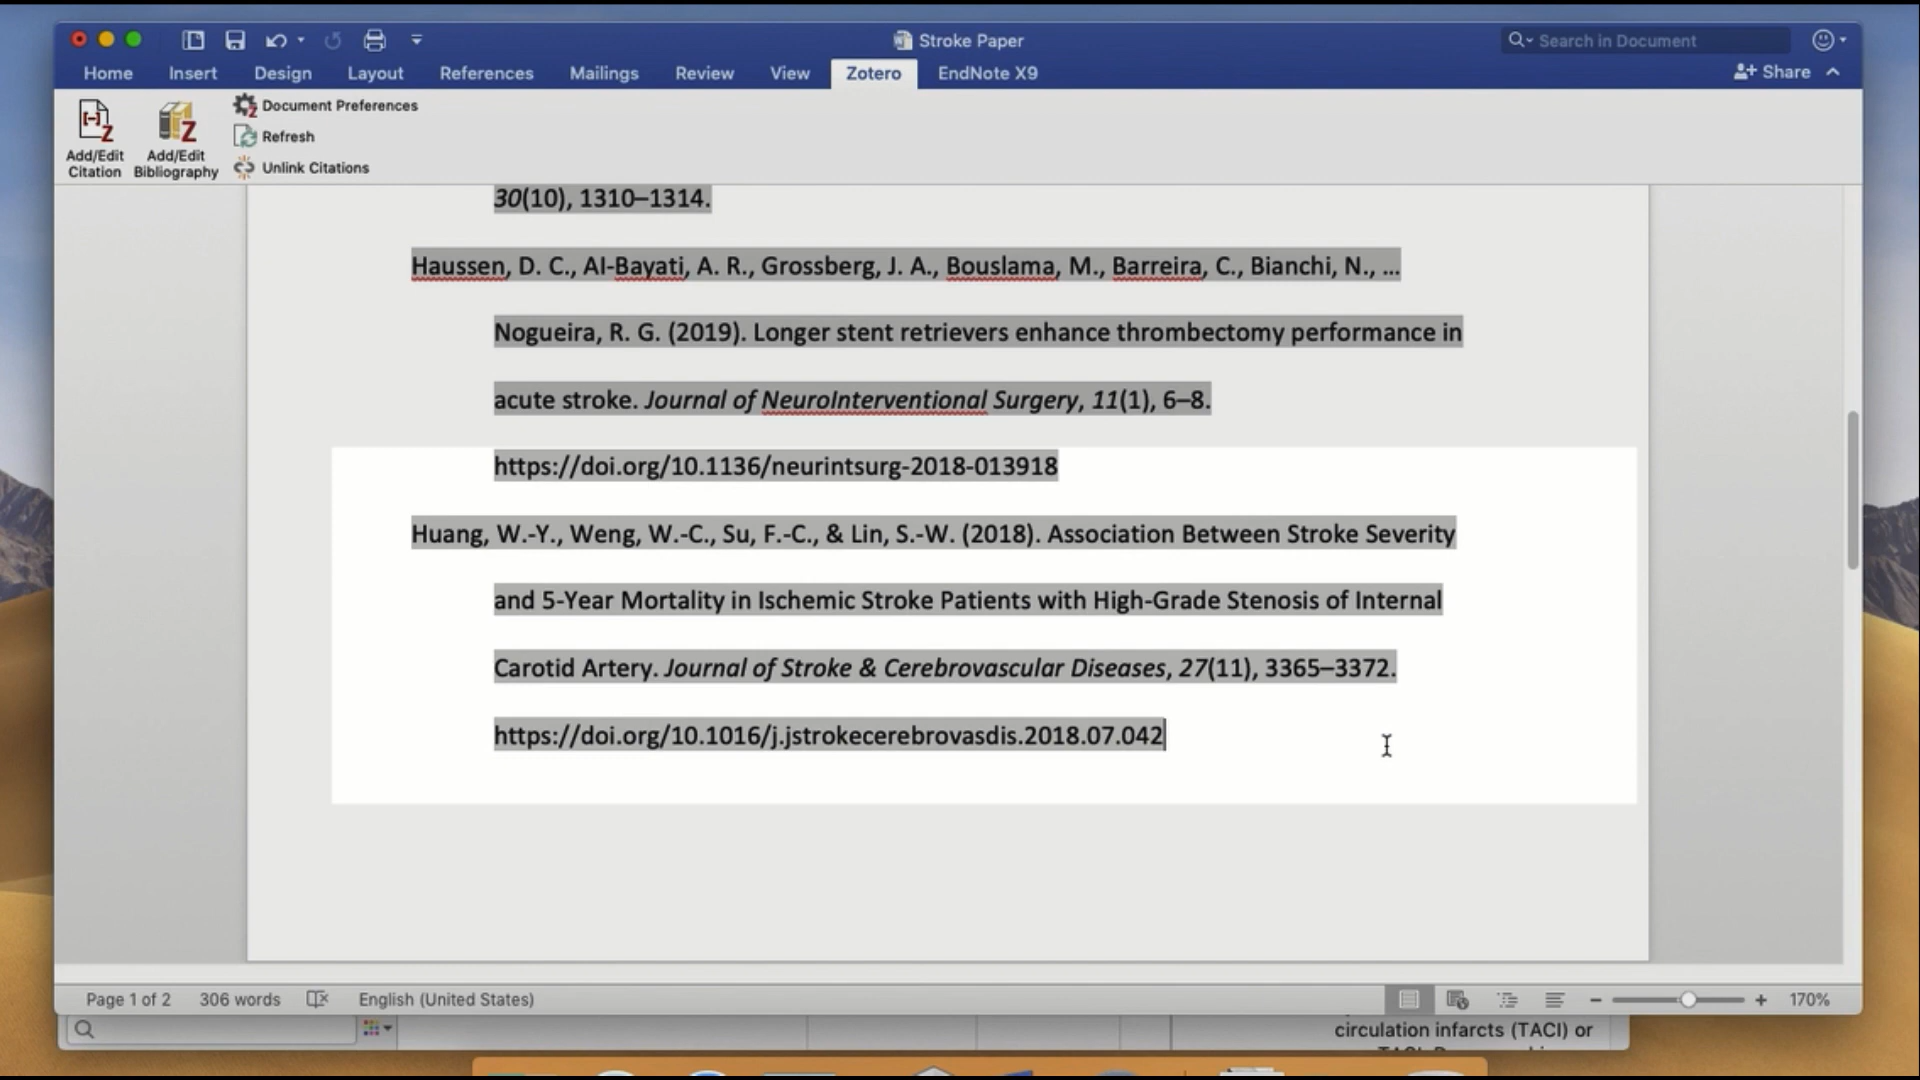 Stroke Paper
Search in Document
Home Insert Design Layout References Mailings Review View Zotero EndNote X9
Share
Add/Edit Citation
Add/Edit Bibliography
Document Preferences
Refresh
Unlink Citations
30(10), 1310–1314.
Haussen, D. C., Al-Bayati, A. R., Grossberg, J. A., Bouslama, M., Barreira, C., Bianchi, N., …
Nogueira, R. G. (2019). Longer stent retrievers enhance thrombectomy performance in
acute stroke. Journal of NeuroInterventional Surgery, 11(1), 6–8.
https://doi.org/10.1136/neurintsurg-2018-013918
Huang, W.-Y., Weng, W.-C., Su, F.-C., & Lin, S.-W. (2018). Association Between Stroke Severity
and 5-Year Mortality in Ischemic Stroke Patients with High-Grade Stenosis of Internal
Carotid Artery. Journal of Stroke & Cerebrovascular Diseases, 27(11), 3365–3372.
https://doi.org/10.1016/j.jstrokecerebrovasdis.2018.07.042
Page 1 of 2 306 words English (United States) 170%
circulation infarcts (TACI) or